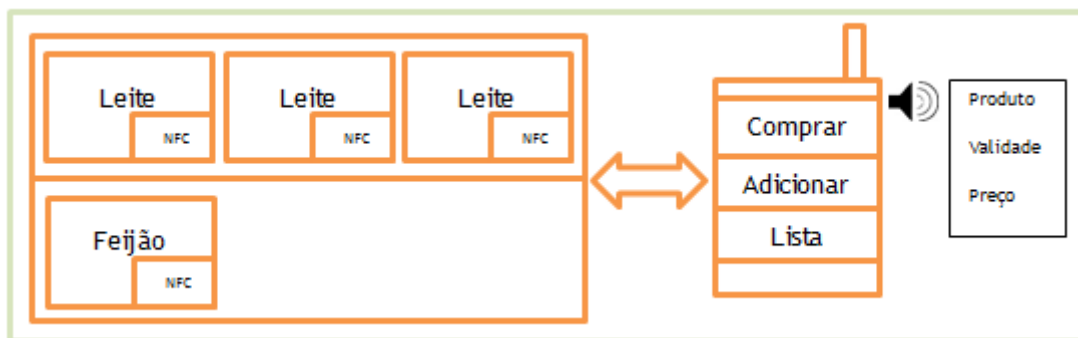 Leite
NFC
Leite
NFC
Leite
NFC
Feijão
NFC
Comprar
Adicionar
Lista
Produto
Validade
Preço